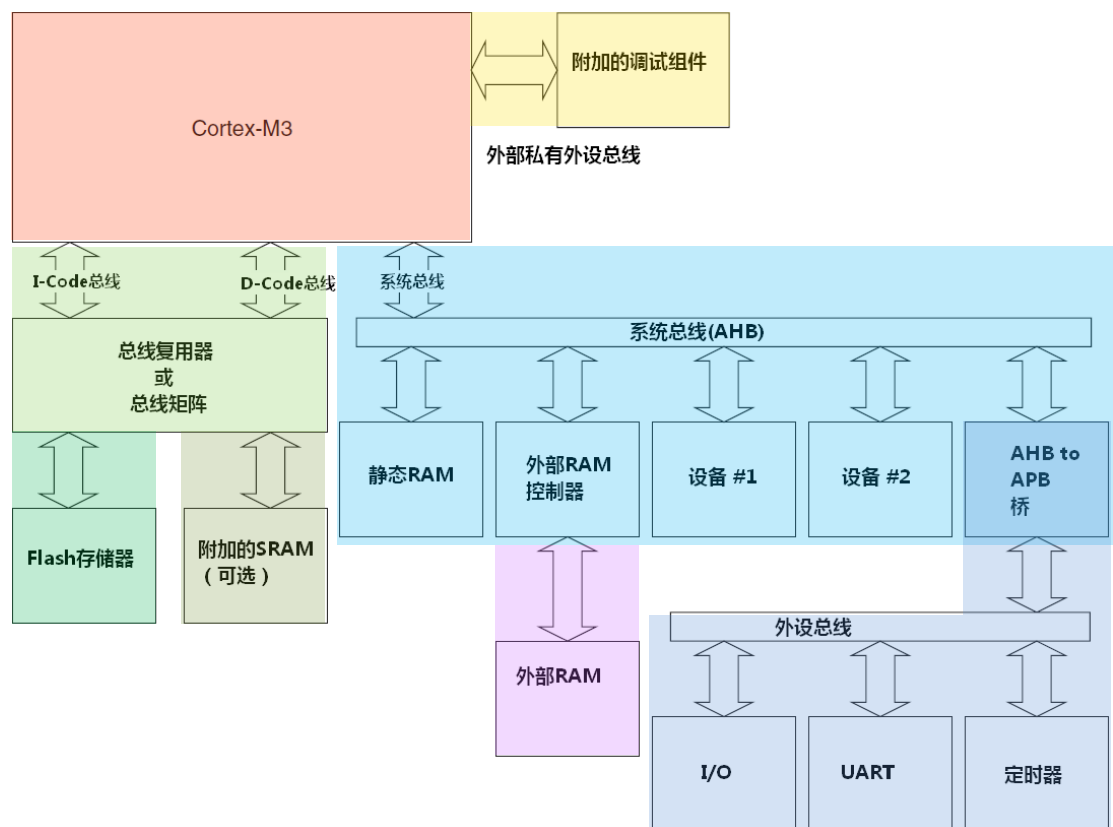 Cortex-M3
附加的调试组件
外部私有外设总线
I-Code总线
D-Code总线
系统总线
系统总线(AHB)
总线复用器
或
总线矩阵
静态RAM
外部RAM
控制器
设备 #1
设备 #2
AHB to
APB
桥
Flash存储器
附加的SRAM
（可选）
外设总线
外部RAM
I/O
UART
定时器